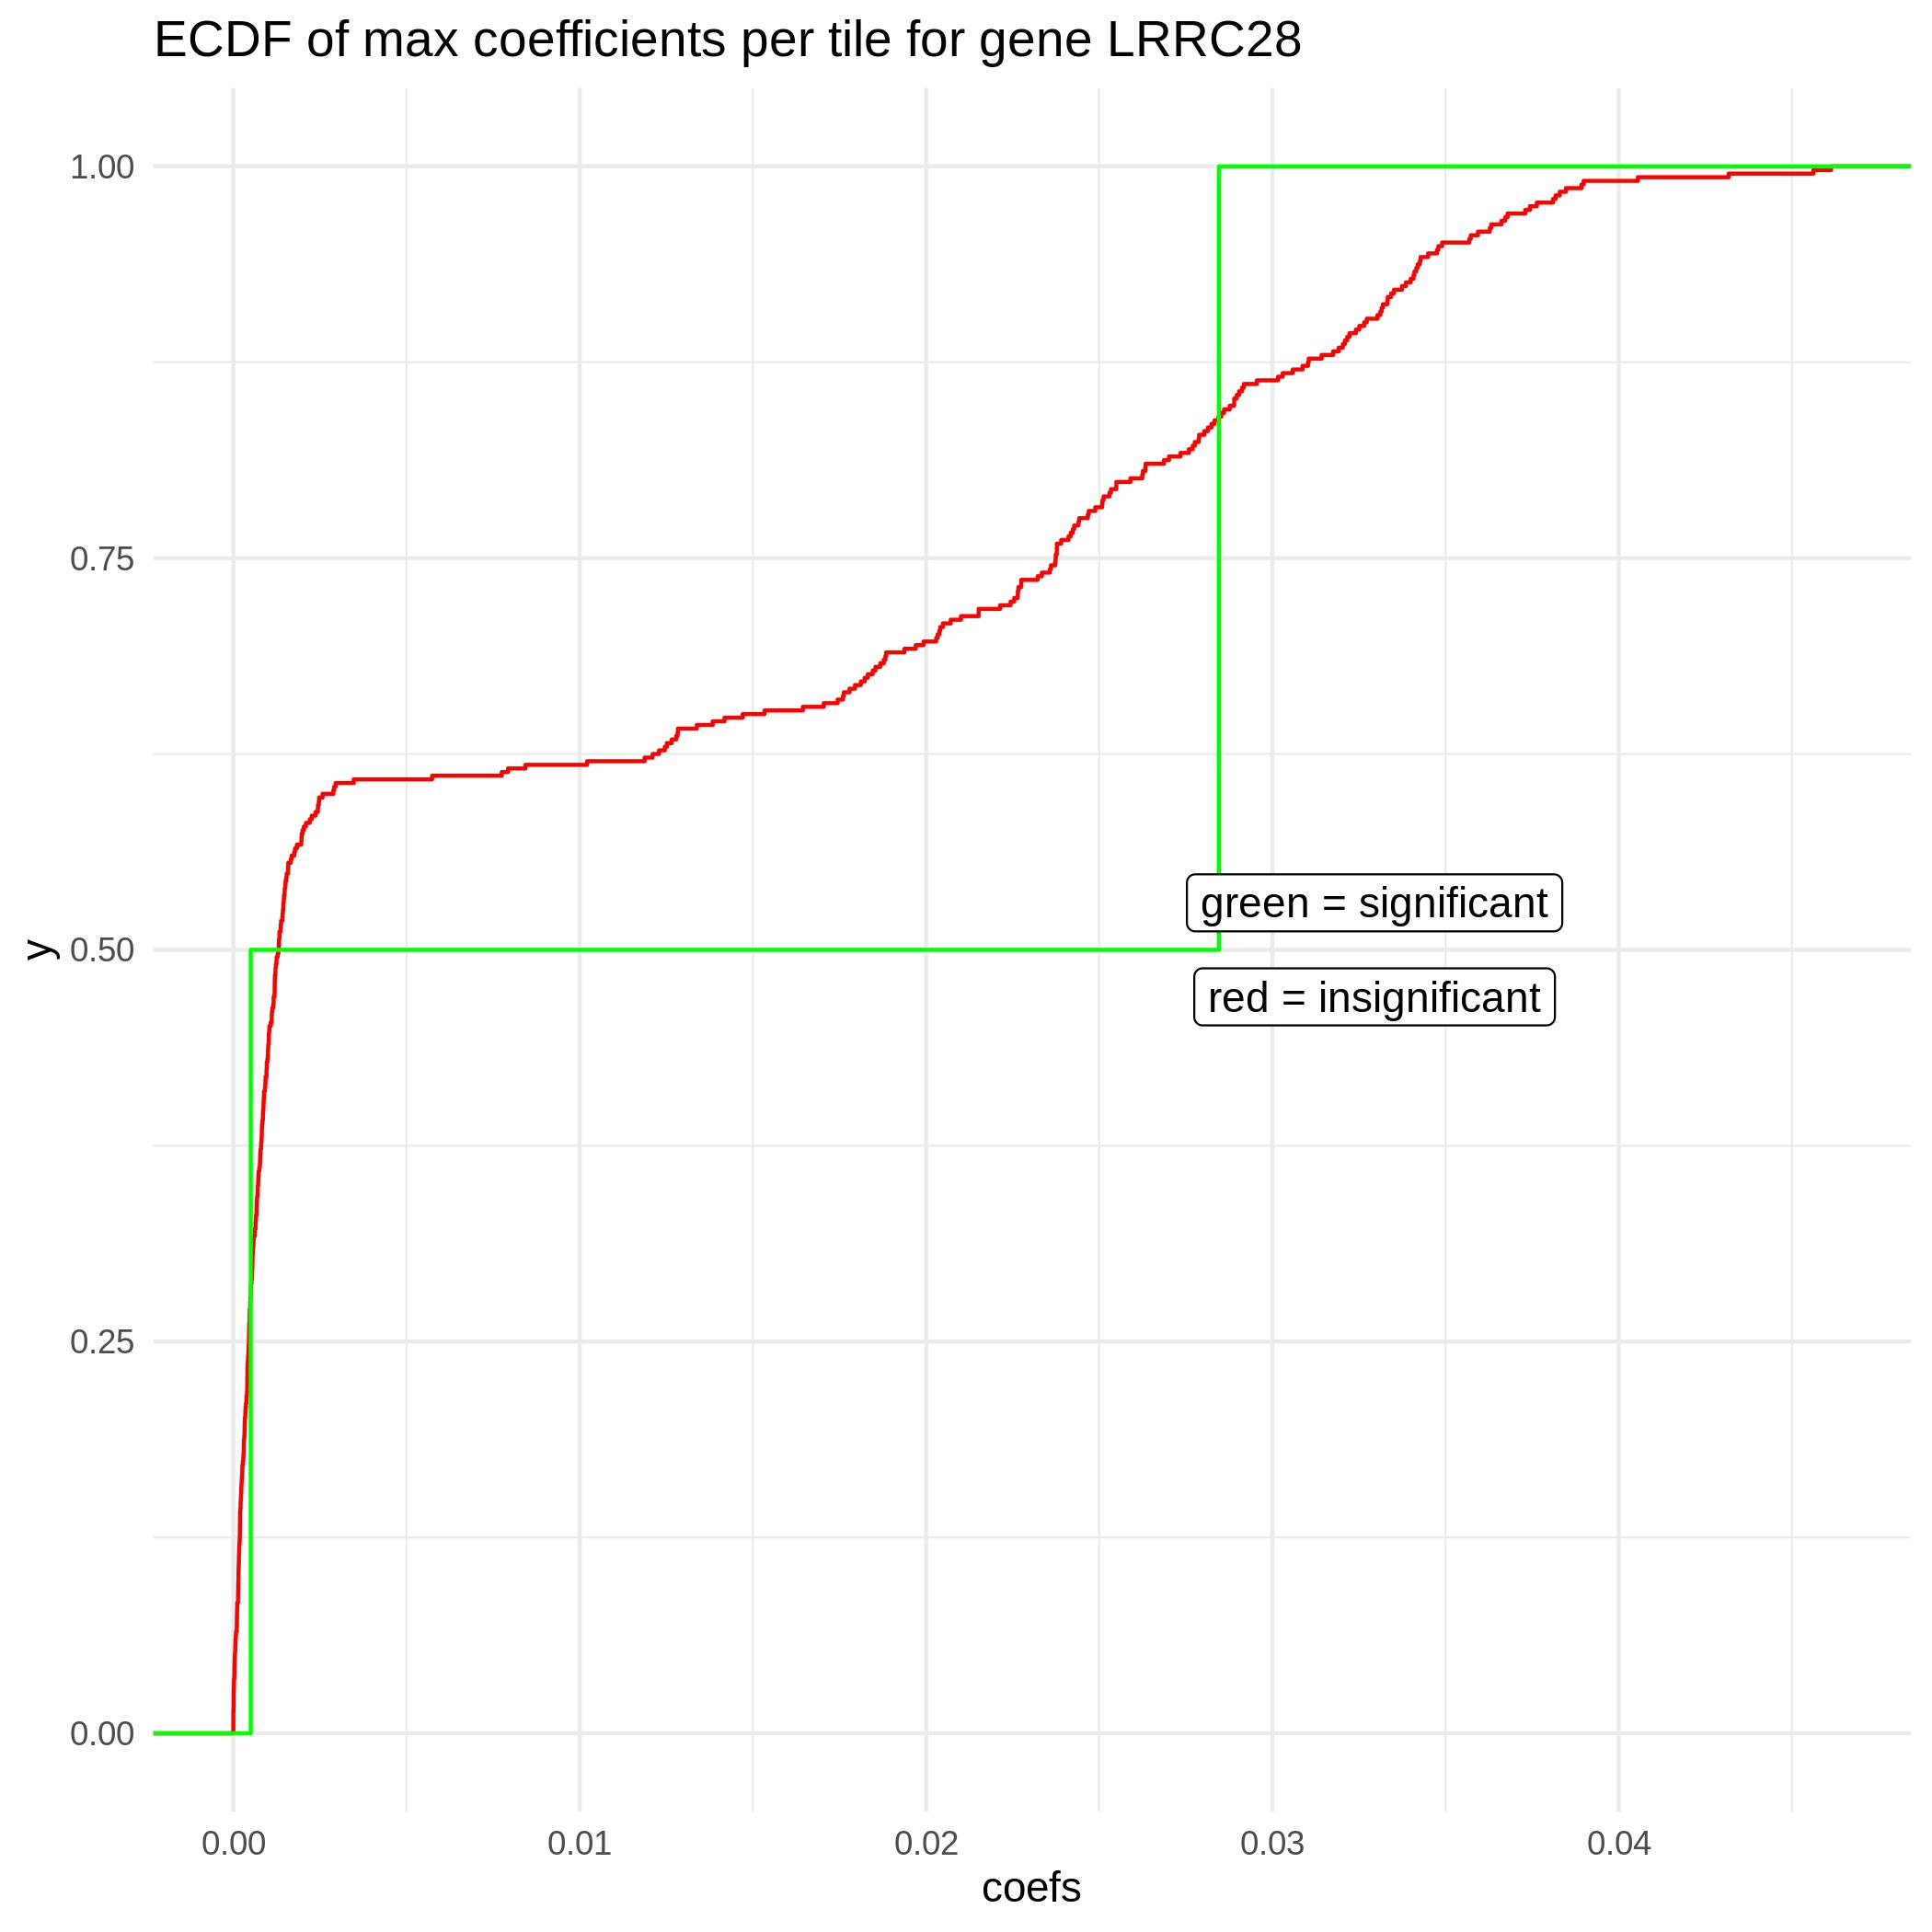 ECDF of max coefficients per tile for gene LRRC28
1.00
0.75
0.50
0.25
0.00
y
green = significant
red = insignificant
0.00 0.01 0.02 0.03 0.04
coefs